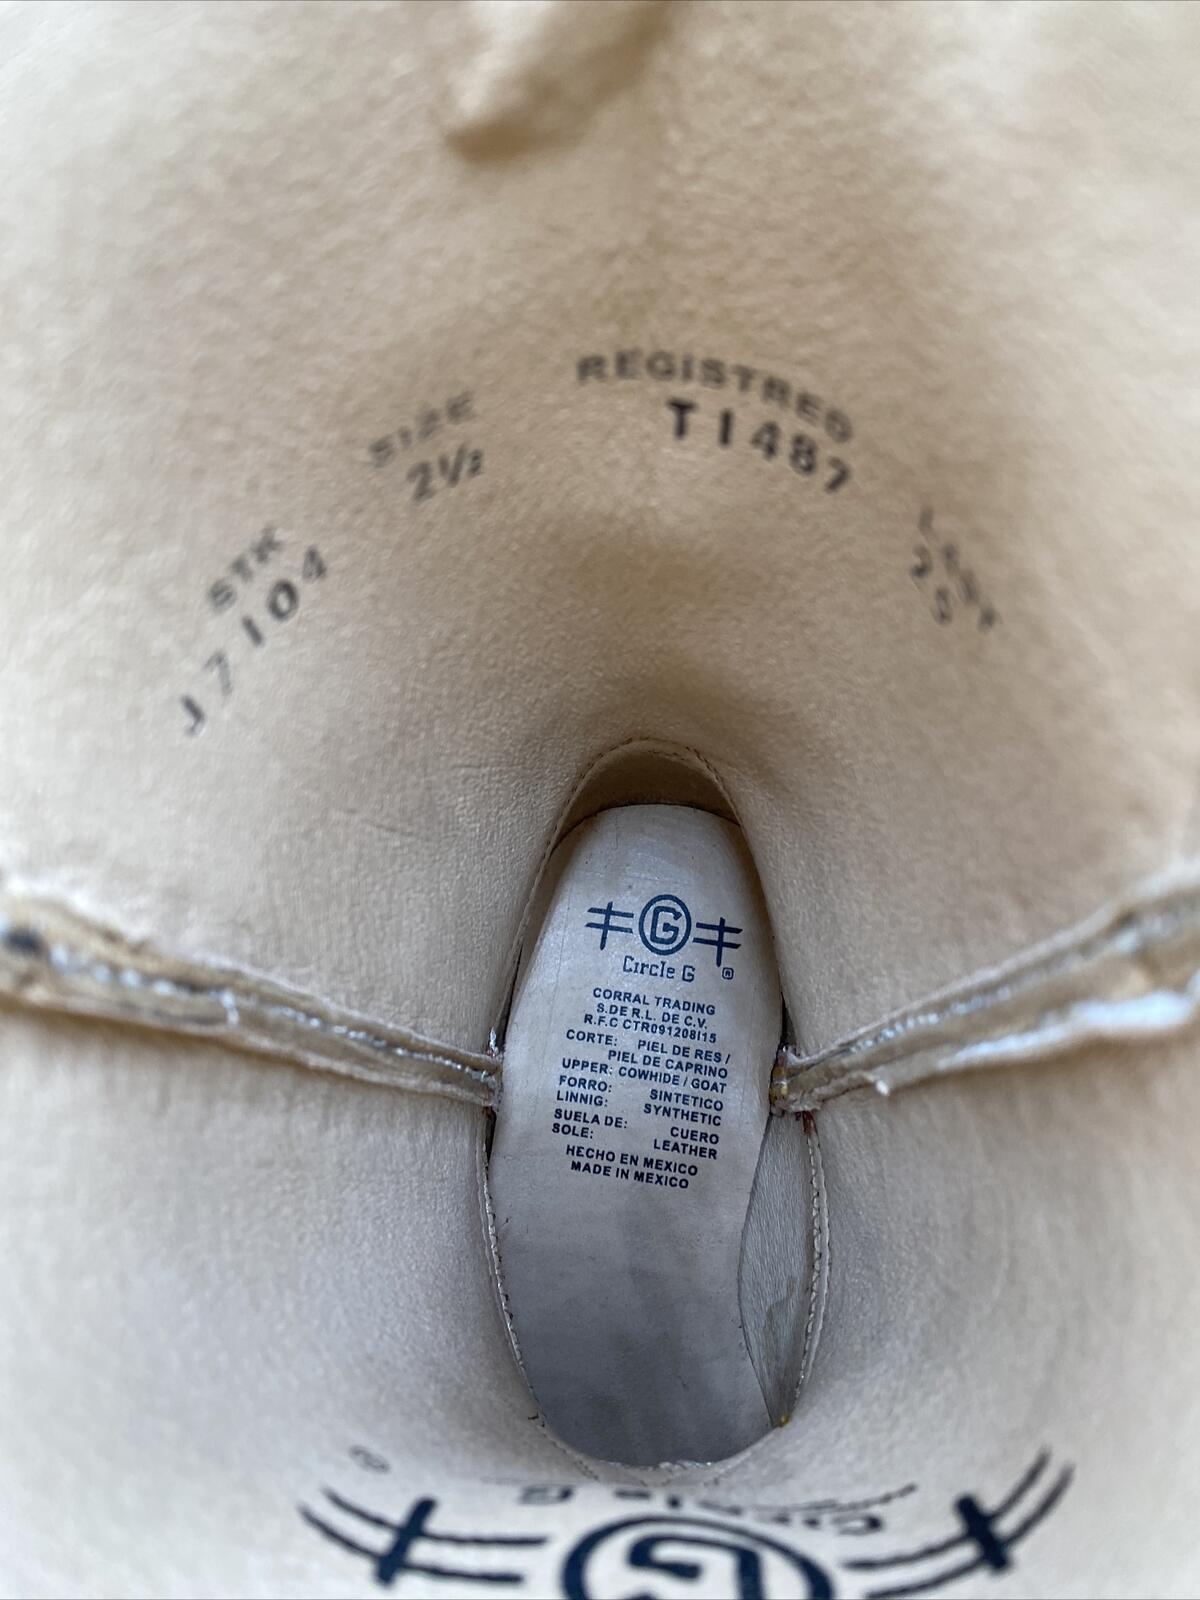 REGISTRED
T1487
SIZE
2½
STK
J7104
G
Circle G ®
CORRAL TRADING
S.DE R.L. DE C.V.
R.F.C CTR091208I15
CORTE: PIEL DE RES /
PIEL DE CAPRINO
UPPER: COWHIDE / GOAT
FORRO: SINTETICO
LINNIG: SYNTHETIC
SUELA DE: CUERO
SOLE: LEATHER
HECHO EN MEXICO
MADE IN MEXICO
Circle G
G